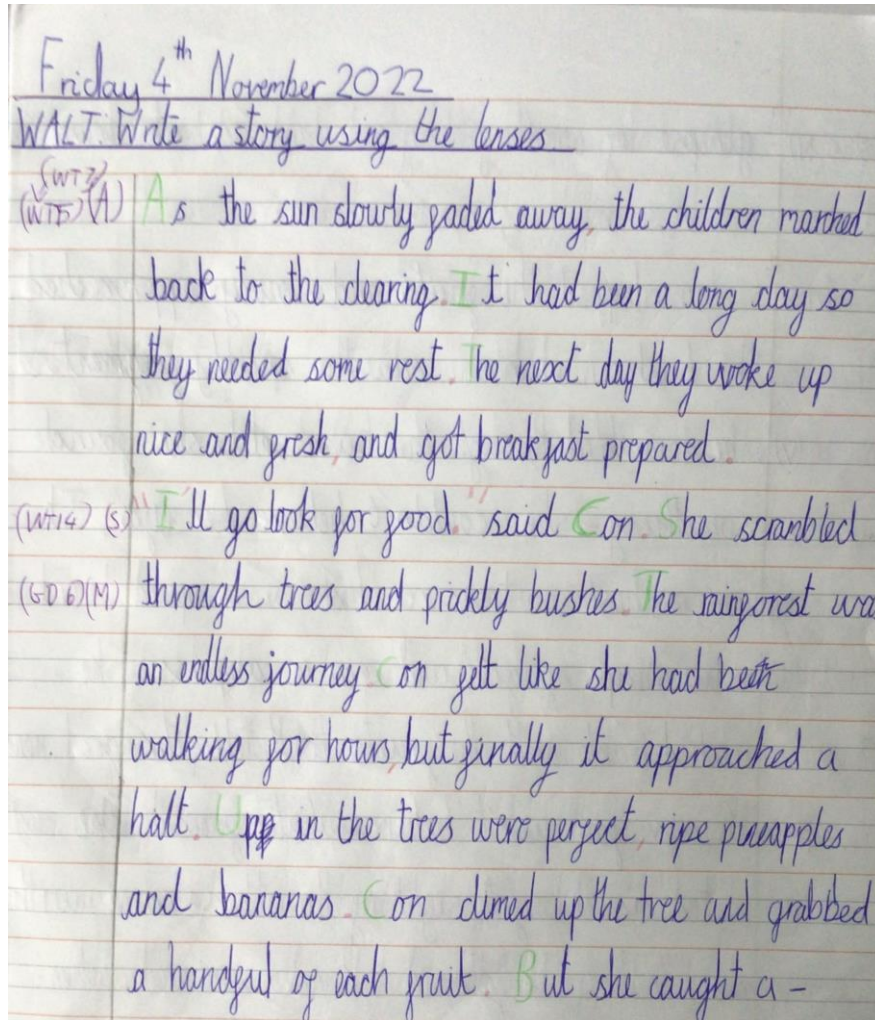 Friday 4th November 2022
WALT: Write a story using the lenses
(WT7)
(WT5) (A) As the sun slowly faded away, the children marched
back to the clearing. It had been a long day so
they needed some rest. The next day they woke up
nice and fresh, and got breakfast prepared.
(WT14) (S) "I'll go look for food." said Con. She scrambled
(GD6)(M) through trees and prickly bushes. The rainforest wa
an endless journey Con felt like she had been
walking for hours, but finally it approached a
halt. Up in the trees were perfect, ripe pineapples
and bananas. Con climed up the tree and grabbed
a handful of each fruit. But she caught a -